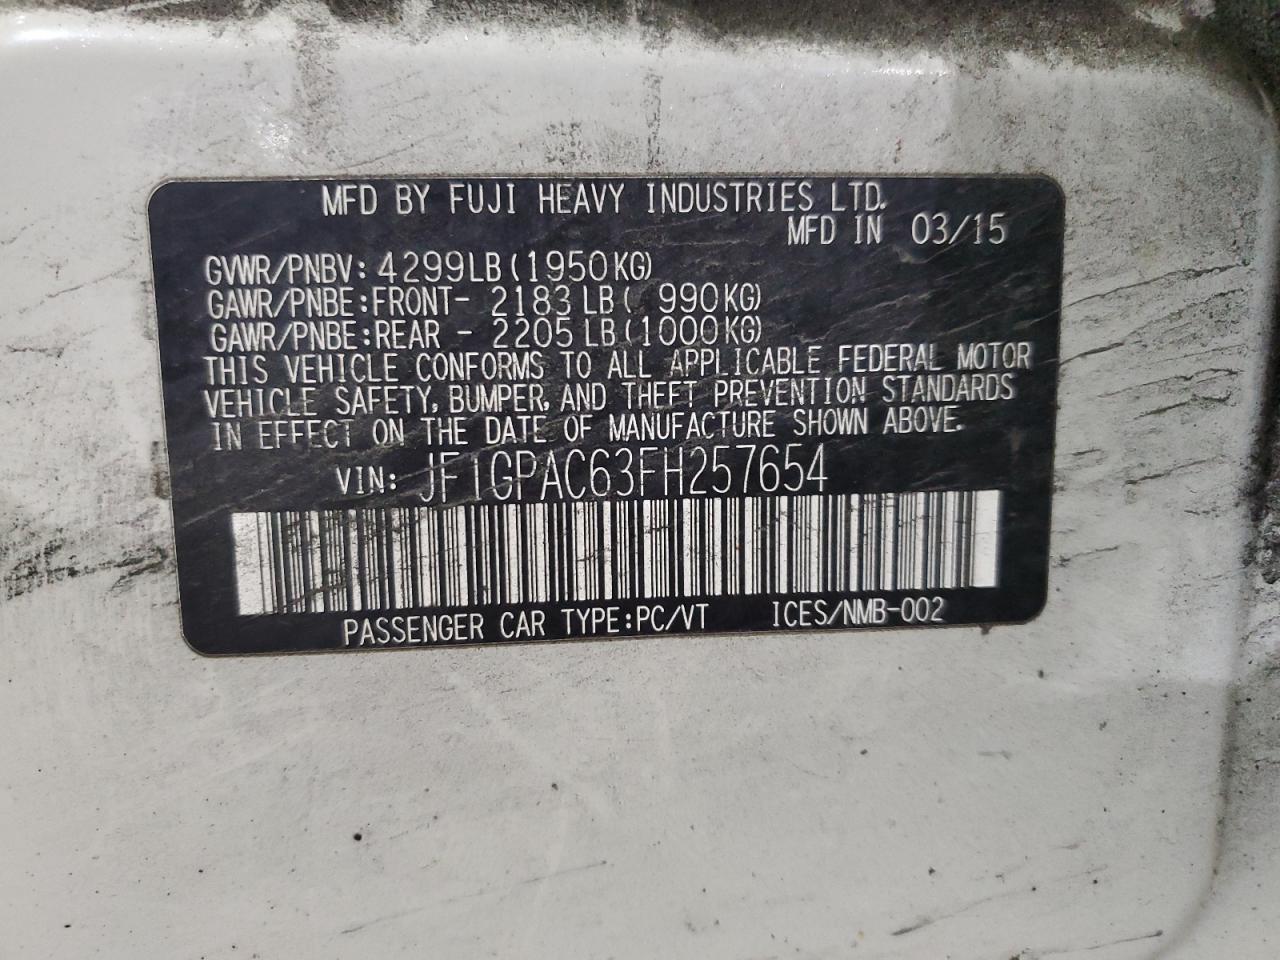 MFD BY FUJI HEAVY INDUSTRIES LTD.
MFD IN 03/15
GVWR/PNBV: 4299LB (1950KG)
GAWR/PNBE: FRONT- 2183 LB ( 990KG)
GAWR/PNBE: REAR - 2205 LB (1000KG)
THIS VEHICLE CONFORMS TO ALL APPLICABLE FEDERAL MOTOR
VEHICLE SAFETY, BUMPER, AND THEFT PREVENTION STANDARDS
IN EFFECT ON THE DATE OF MANUFACTURE SHOWN ABOVE.
VIN: JF1GPAC63FH257654
PASSENGER CAR TYPE: PC/VT ICES/NMB-002